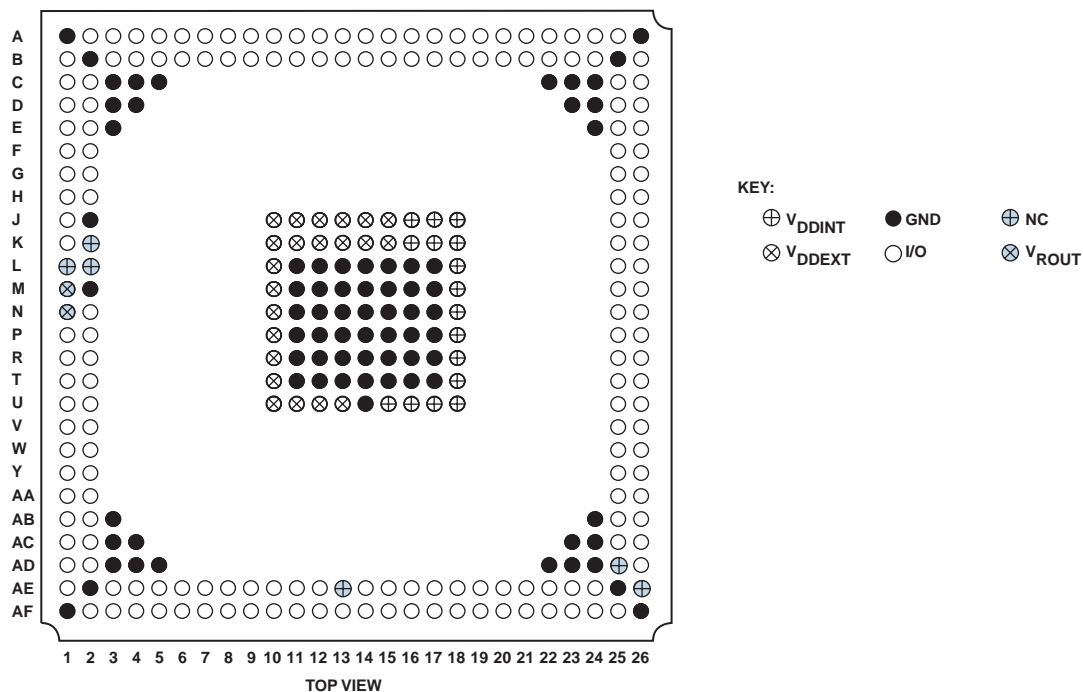 A
B
C
D
E
F
G
H
J
K
L
M
N
P
R
T
U
V
W
Y
AA
AB
AC
AD
AE
AF
1 2 3 4 5 6 7 8 9 10 11 12 13 14 15 16 17 18 19 20 21 22 23 24 25 26
TOP VIEW
KEY:
VDDINT GND NC
VDDEXT I/O VROUT